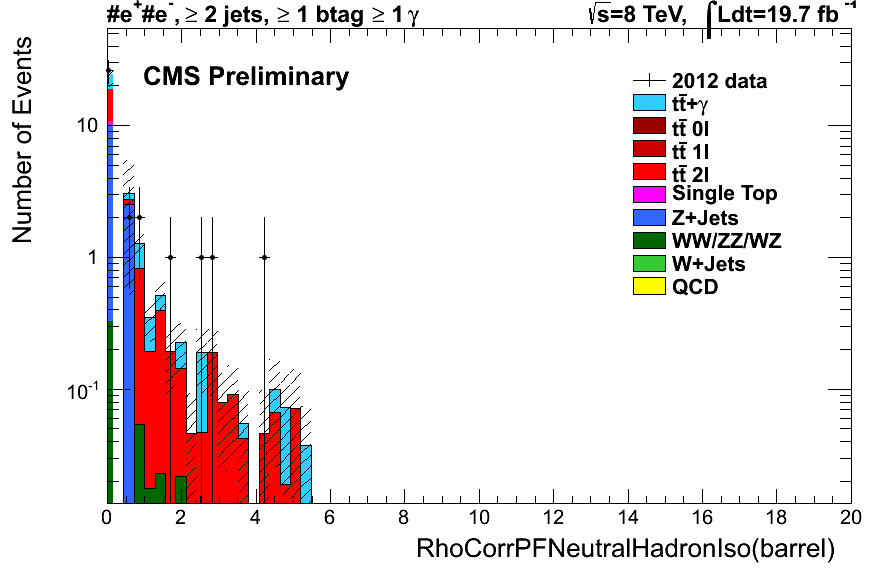 #e+#e-, ≥ 2 jets, ≥ 1 btag ≥ 1 γ
√s=8 TeV, ∫Ldt=19.7 fb-1
CMS Preliminary
2012 data
tt̄+γ
tt̄ 0l
tt̄ 1l
tt̄ 2l
Single Top
Z+Jets
WW/ZZ/WZ
W+Jets
QCD
Number of Events
10
1
10-1
0 2 4 6 8 10 12 14 16 18 20
RhoCorrPFNeutralHadronIso(barrel)